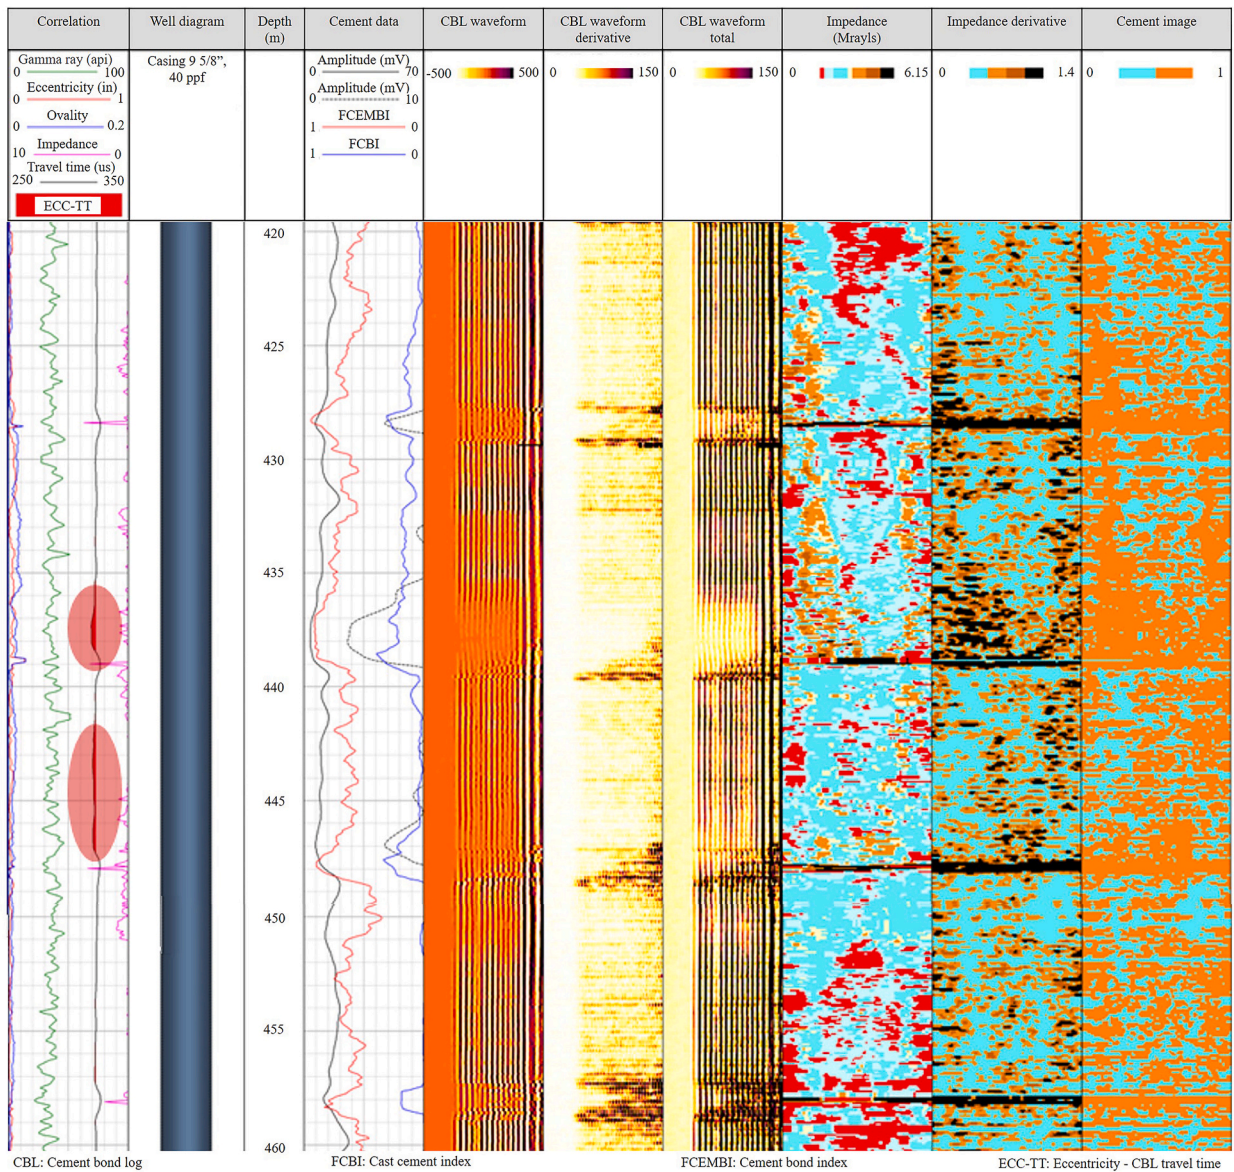 Correlation
Well diagram
Depth
(m)
Cement data
CBL waveform
CBL waveform
derivative
CBL waveform
total
Impedance
(Mrayls)
Impedance derivative
Cement image
Gamma ray (api)
0 100
Eccentricity (in)
0 1
Ovality
0 0.2
Impedance
10 0
Travel time (us)
250 350
ECC-TT
Casing 9 5/8”,
40 ppf
Amplitude (mV)
0 70
Amplitude (mV)
0 10
FCEMBI
1 0
FCBI
1 0
-500 500
0 150
0 150
0 6.15
0 1.4
0 1
420
425
430
435
440
445
450
455
460
CBL: Cement bond log
FCBI: Cast cement index
FCEMBI: Cement bond index
ECC-TT: Eccentricity - CBL travel time